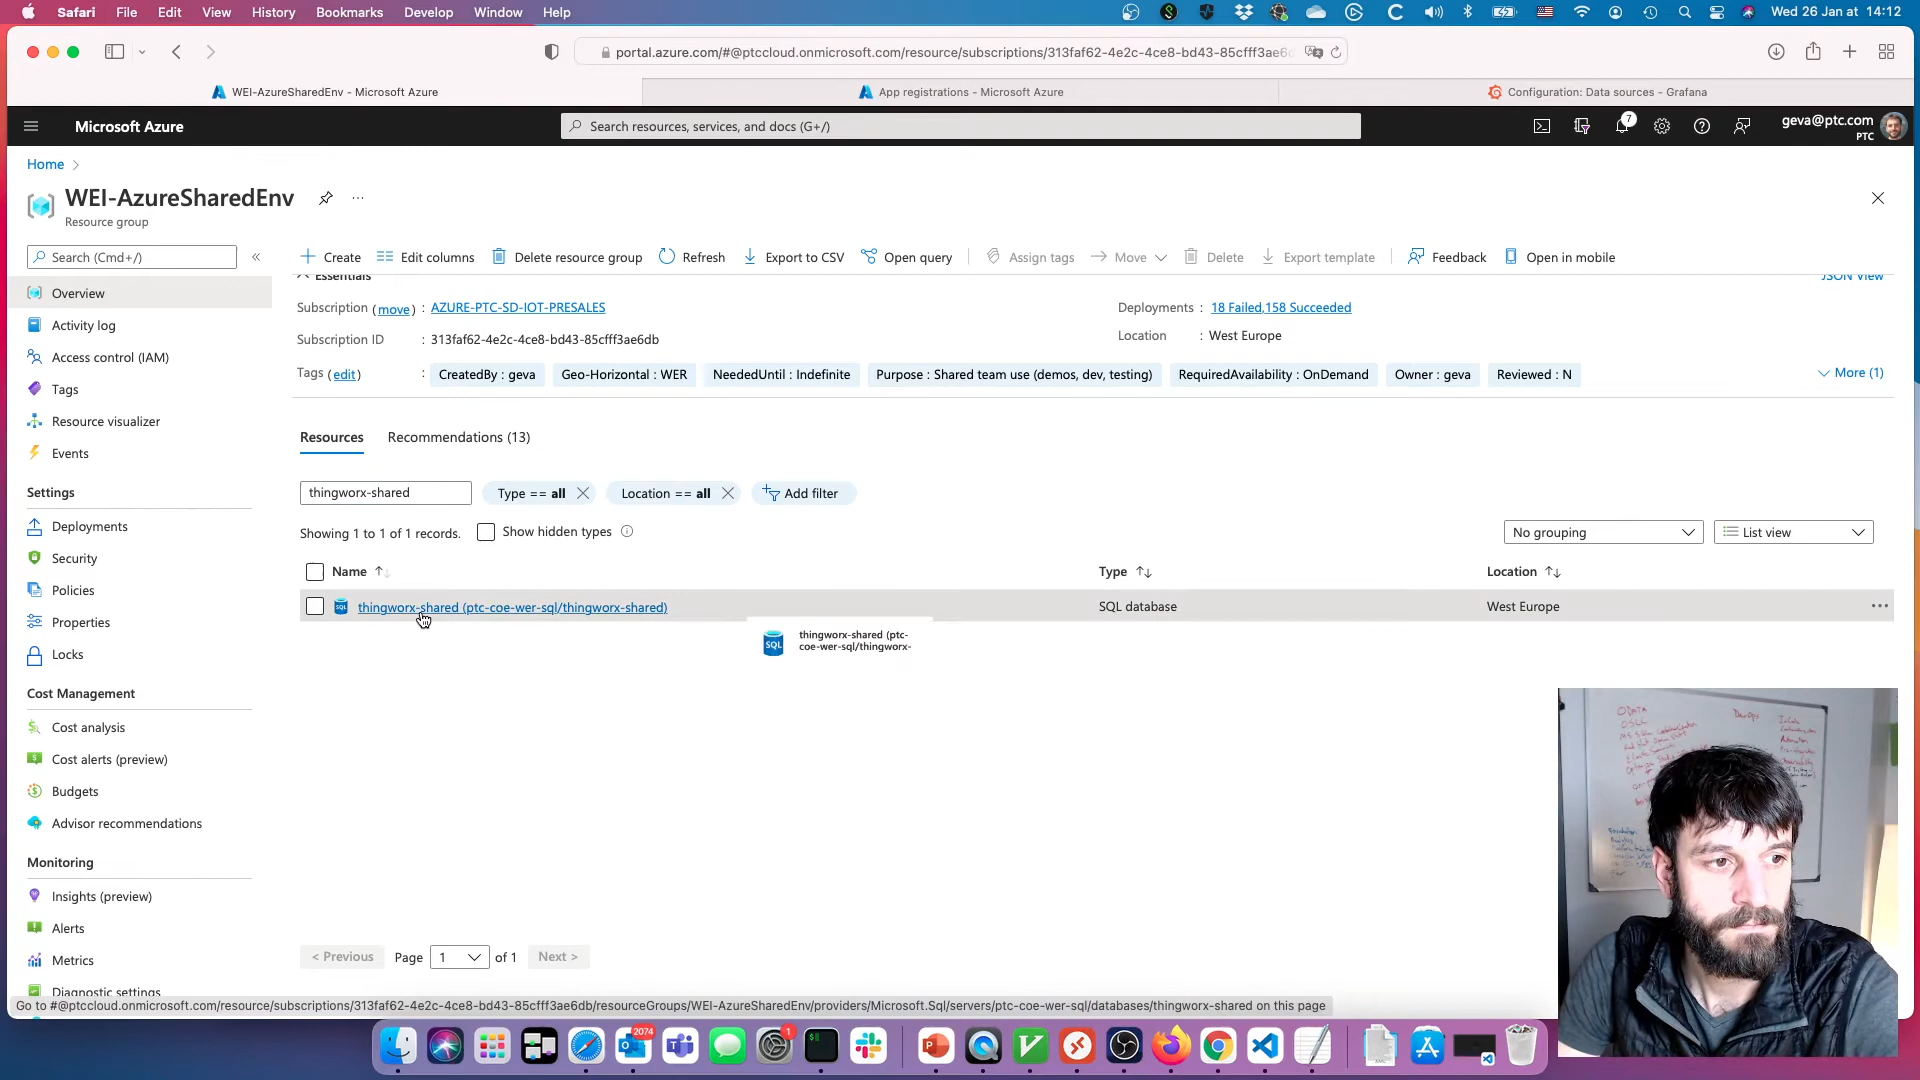 Safari File Edit View History Bookmarks Develop Window Help
Wed 26 Jan at 14:12
portal.azure.com/#@ptccloud.onmicrosoft.com/resource/subscriptions/313faf62-4e2c-4ce8-bd43-85cfff3ae6d
WEI-AzureSharedEnv - Microsoft Azure
App registrations - Microsoft Azure
Configuration: Data sources - Grafana
Microsoft Azure
Search resources, services, and docs (G+/)
7
geva@ptc.com
PTC
Home
WEI-AzureSharedEnv
Resource group
Search (Cmd+/)
Create Edit columns Delete resource group Refresh Export to CSV Open query Assign tags Move Delete Export template Feedback Open in mobile
Overview
Activity log
Access control (IAM)
Tags
Resource visualizer
Events
Settings
Deployments
Security
Policies
Properties
Locks
Cost Management
Cost analysis
Cost alerts (preview)
Budgets
Advisor recommendations
Monitoring
Insights (preview)
Alerts
Metrics
Diagnostic settings
Essentials
JSON View
Subscription (move) : AZURE-PTC-SD-IOT-PRESALES
Subscription ID : 313faf62-4e2c-4ce8-bd43-85cfff3ae6db
Deployments : 18 Failed,158 Succeeded
Location : West Europe
Tags (edit) : CreatedBy : geva Geo-Horizontal : WER NeededUntil : Indefinite Purpose : Shared team use (demos, dev, testing) RequiredAvailability : OnDemand Owner : geva Reviewed : N
More (1)
Resources Recommendations (13)
thingworx-shared Type == all Location == all Add filter
Showing 1 to 1 of 1 records. Show hidden types
No grouping List view
Name Type Location
SQL thingworx-shared (ptc-coe-wer-sql/thingworx-shared) SQL database West Europe
SQL
thingworx-shared (ptc-
coe-wer-sql/thingworx-
ODATA
OSLC
DevOps
< Previous Page 1 of 1 Next >
Go to #@ptccloud.onmicrosoft.com/resource/subscriptions/313faf62-4e2c-4ce8-bd43-85cfff3ae6db/resourceGroups/WEI-AzureSharedEnv/providers/Microsoft.Sql/servers/ptc-coe-wer-sql/databases/thingworx-shared on this page
2074
1